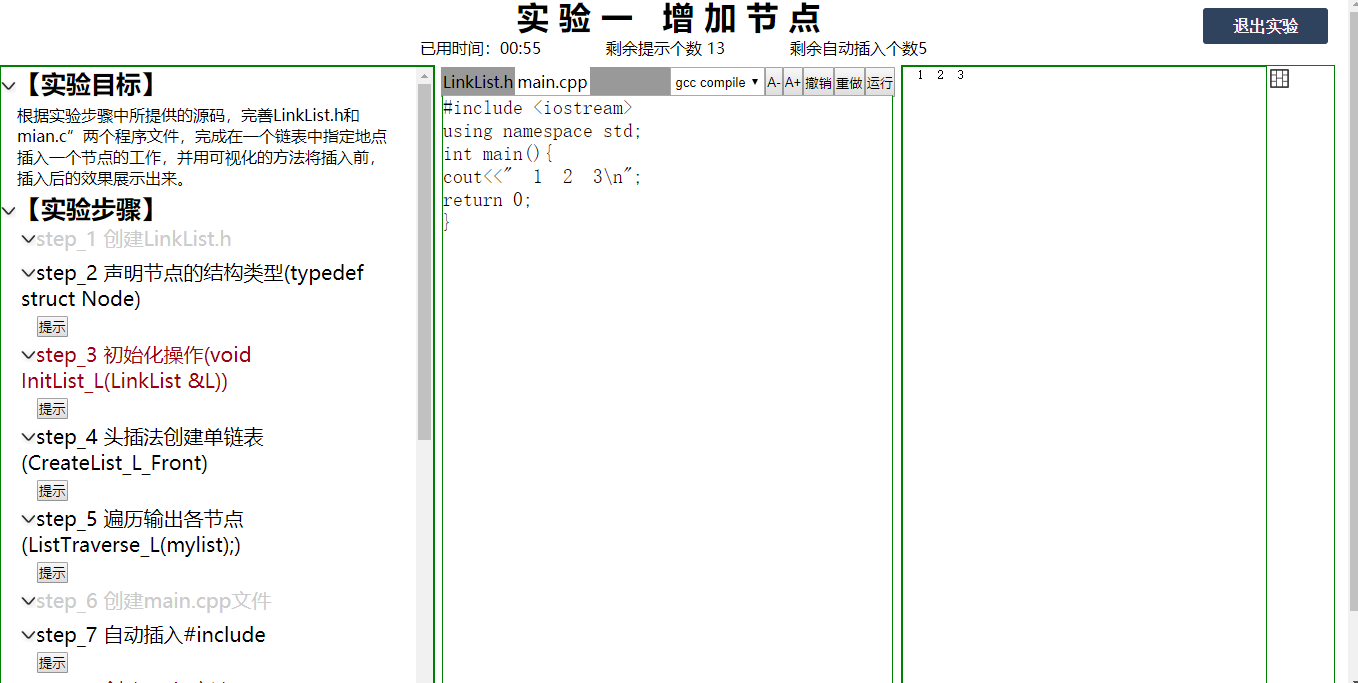 实验一 增加节点
退出实验
已用时间：00:55 剩余提示个数 13 剩余自动插入个数5
【实验目标】
根据实验步骤中所提供的源码，完善LinkList.h和
mian.c”两个程序文件，完成在一个链表中指定地点
插入一个节点的工作，并用可视化的方法将插入前，
插入后的效果展示出来。
【实验步骤】
step_1 创建LinkList.h
step_2 声明节点的结构类型(typedef
struct Node)
提示
step_3 初始化操作(void
InitList_L(LinkList &L))
提示
step_4 头插法创建单链表
(CreateList_L_Front)
提示
step_5 遍历输出各节点
(ListTraverse_L(mylist);)
提示
step_6 创建main.cpp文件
step_7 自动插入#include
提示
LinkList.h main.cpp gcc compile A- A+ 撤销 重做 运行
#include <iostream>
using namespace std;
int main(){
cout<<"  1  2  3\n";
return 0;
}
1 2 3